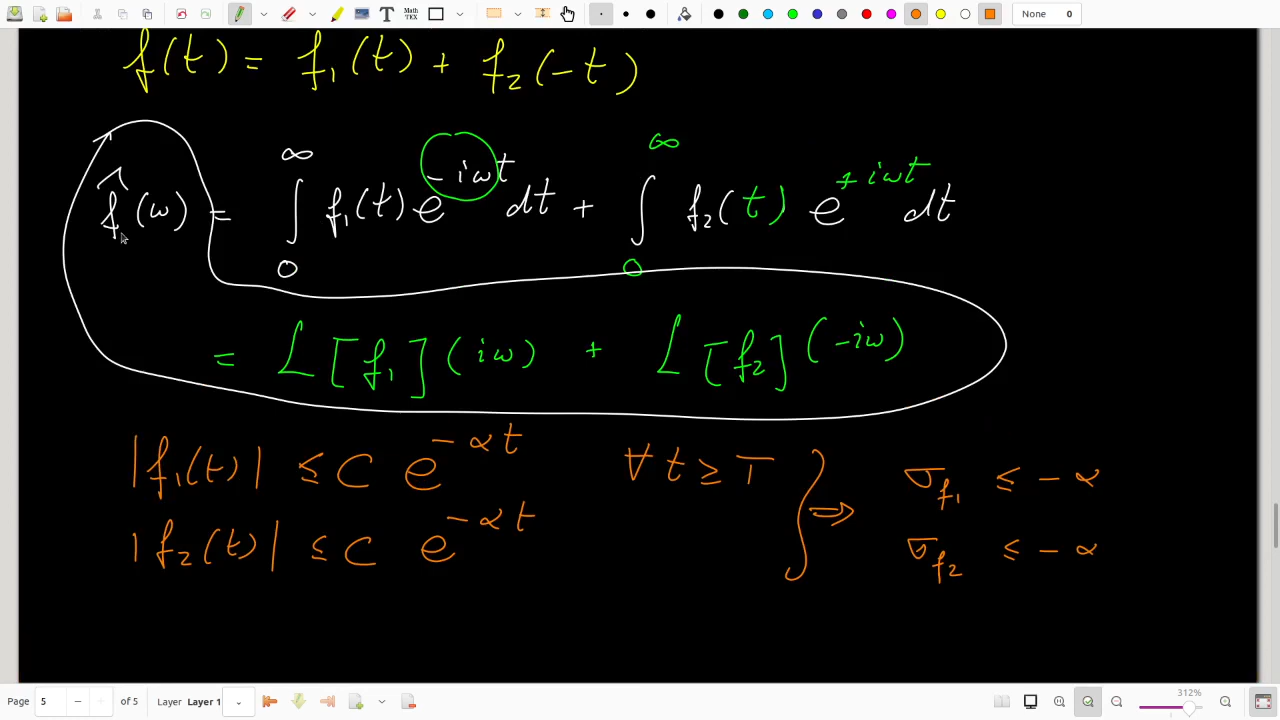 None 0
f(t) = f₁(t) + f₂(-t)
f̂(ω) = ∫₀^∞ f₁(t) e^{-iωt} dt + ∫₀^∞ f₂(t) e^{+iωt} dt
= L[f₁](iω) + L[f₂](-iω)
|f₁(t)| ≤ C e^{-αt} ∀ t ≥ T } ⇒ σ_{f₁} ≤ -α
|f₂(t)| ≤ C e^{-αt} σ_{f₂} ≤ -α
Page 5 of 5 Layer Layer 1 312%